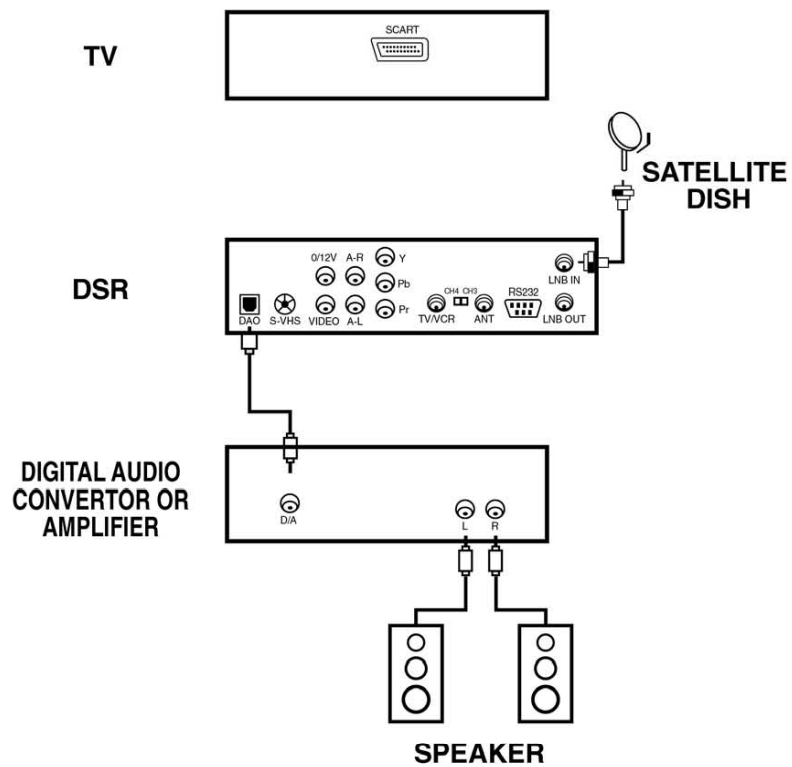 SCART
TV
SATELLITE
DISH
0/12V A-R Y
Pb
LNB IN
DSR
CH4 CH3 RS232
Pr
DAO S-VHS VIDEO A-L TV/VCR ANT LNB OUT
DIGITAL AUDIO
CONVERTOR OR
AMPLIFIER
D/A L R
SPEAKER